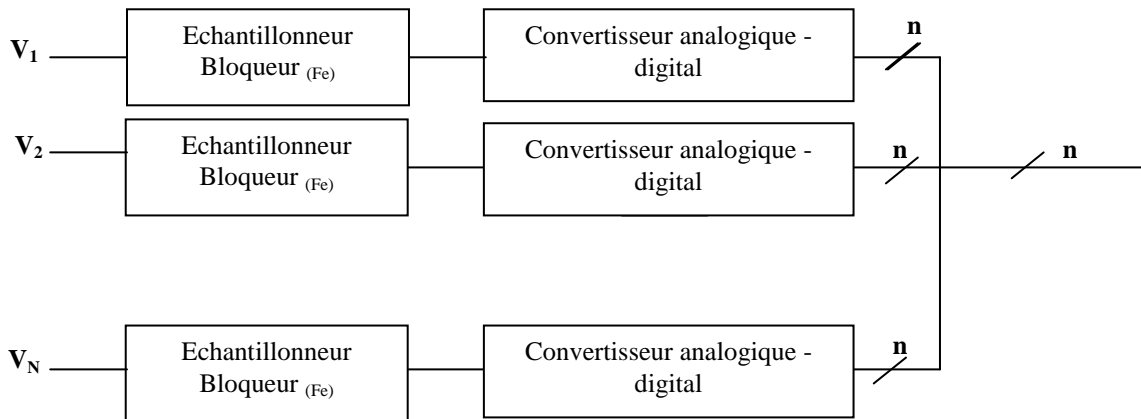 n
V1
Echantillonneur
Bloqueur (Fe)
Convertisseur analogique -
digital
V2
Echantillonneur
Bloqueur (Fe)
Convertisseur analogique -
digital
n
n
VN
Echantillonneur
Bloqueur (Fe)
Convertisseur analogique -
digital
n